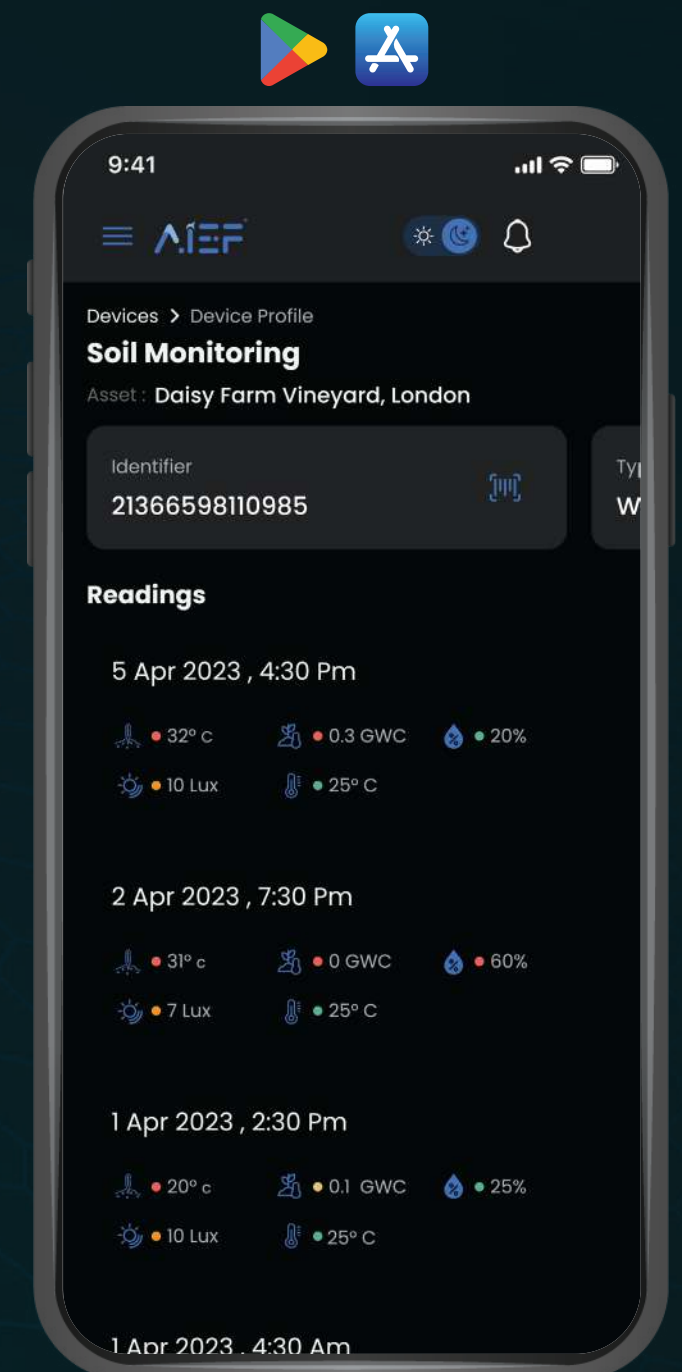 9:41
AIEF
Devices > Device Profile
Soil Monitoring
Asset : Daisy Farm Vineyard, London
Identifier
21366598110985
Readings
5 Apr 2023 , 4:30 Pm
32° c 0.3 GWC 20%
10 Lux 25° C
2 Apr 2023 , 7:30 Pm
31° c 0 GWC 60%
7 Lux 25° C
1 Apr 2023 , 2:30 Pm
20° c 0.1 GWC 25%
10 Lux 25° C
1 Apr 2023 , 4:30 Am